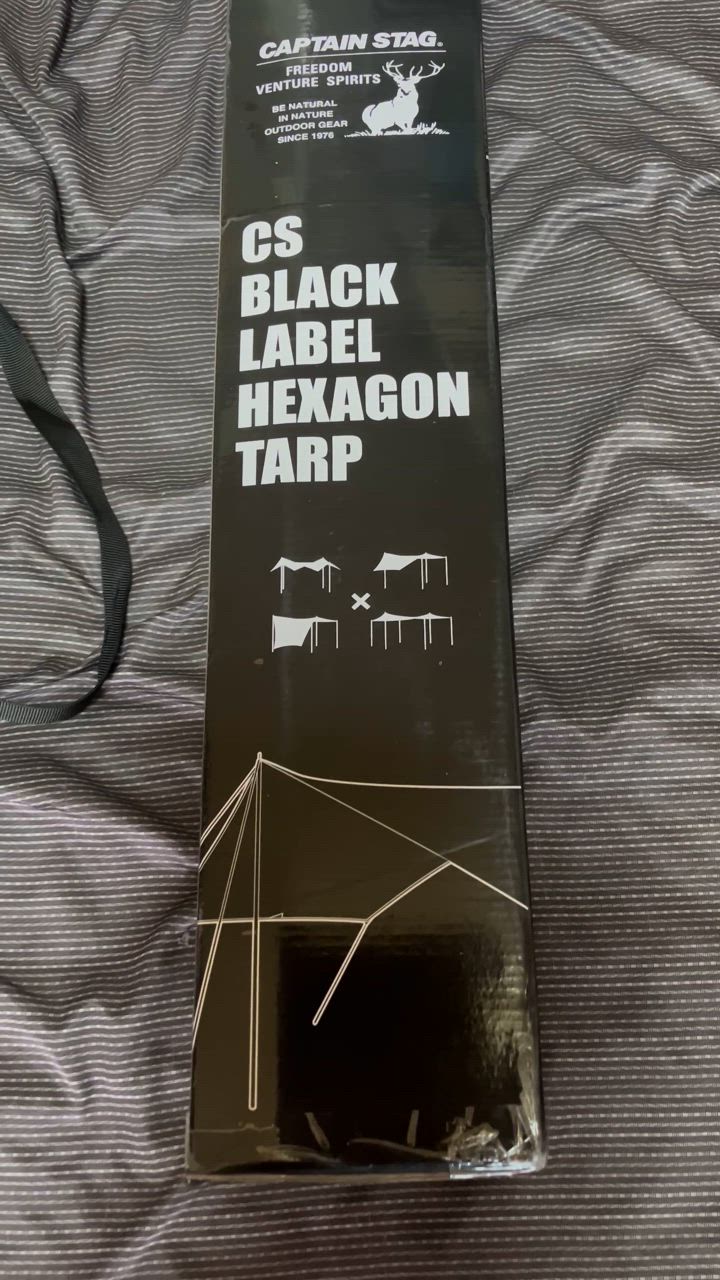 CAPTAIN STAG®
FREEDOM
VENTURE SPIRITS
BE NATURAL
IN NATURE
OUTDOOR GEAR
SINCE 1976
CS
BLACK
LABEL
HEXAGON
TARP